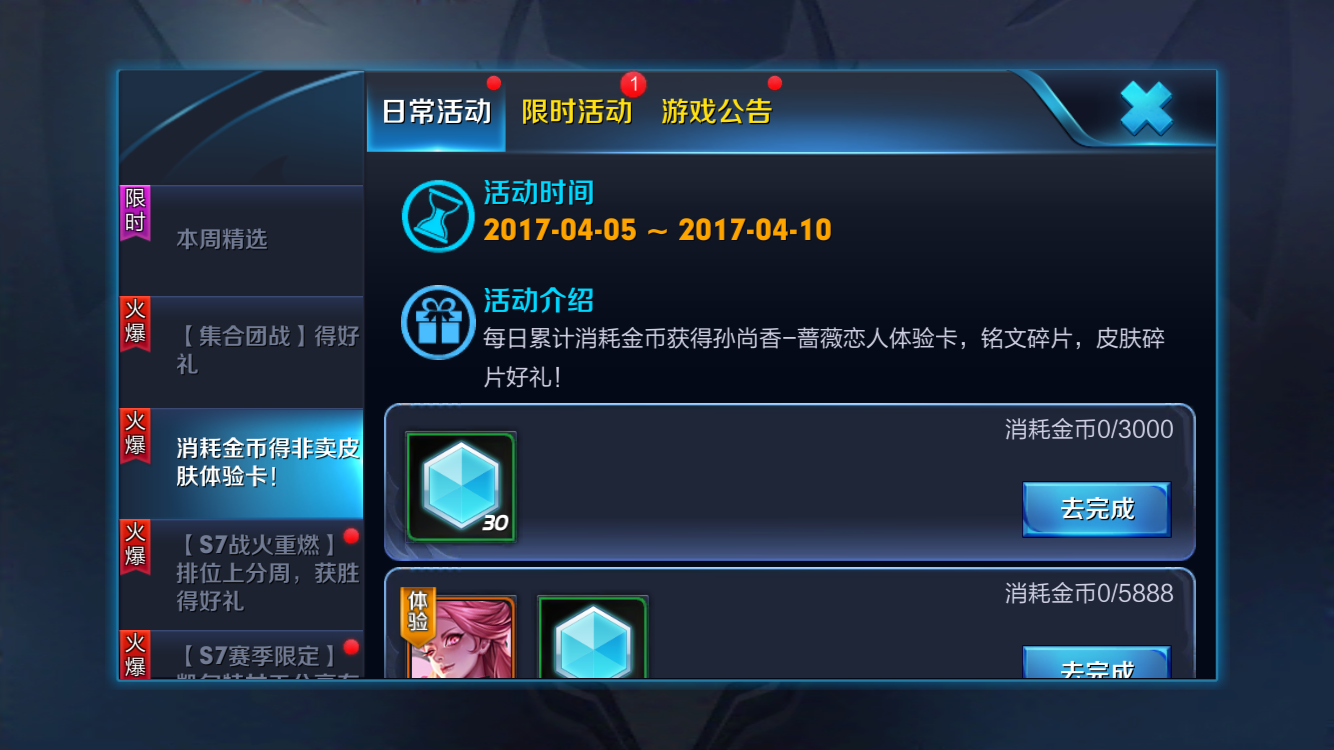 日常活动
1
限时活动
游戏公告
限时
本周精选
火爆
【集合团战】得好
礼
火爆
消耗金币得非卖皮
肤体验卡!
火爆
【S7战火重燃】
排位上分周，获胜
得好礼
火爆
【S7赛季限定】
活动时间
2017-04-05 ~ 2017-04-10
活动介绍
每日累计消耗金币获得孙尚香-蔷薇恋人体验卡，铭文碎片，皮肤碎
片好礼！
消耗金币0/3000
30
去完成
消耗金币0/5888
体验
去完成